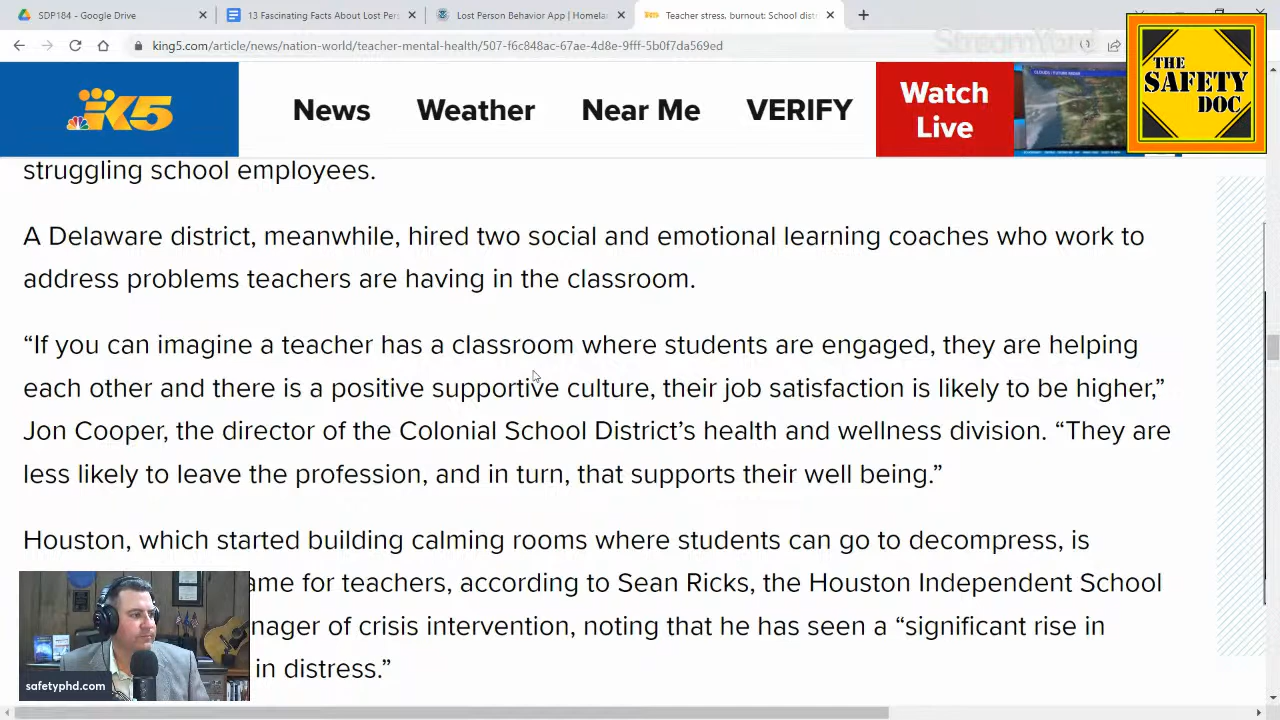 SDP184 - Google Drive
13 Fascinating Facts About Lost-Per
Lost Person Behavior App | Homela
Teacher stress, burnout: School distr
king5.com/article/news/nation-world/teacher-mental-health/507-f6c848ac-67ae-4d8e-9fff-5b0f7da569ed
StreamYard
THE
SAFETY
DOC
K5
News
Weather
Near Me
VERIFY
Watch
Live
struggling school employees.
A Delaware district, meanwhile, hired two social and emotional learning coaches who work to
address problems teachers are having in the classroom.
“If you can imagine a teacher has a classroom where students are engaged, they are helping
each other and there is a positive supportive culture, their job satisfaction is likely to be higher,”
Jon Cooper, the director of the Colonial School District’s health and wellness division. “They are
less likely to leave the profession, and in turn, that supports their well being.”
Houston, which started building calming rooms where students can go to decompress, is
ame for teachers, according to Sean Ricks, the Houston Independent School
nager of crisis intervention, noting that he has seen a “significant rise in
in distress.”
safetyphd.com